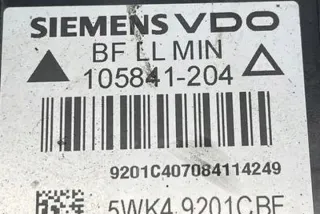 SIEMENS VDO
BF LL MIN
105841-204
9201C407084114249
5WK4 9201CBF